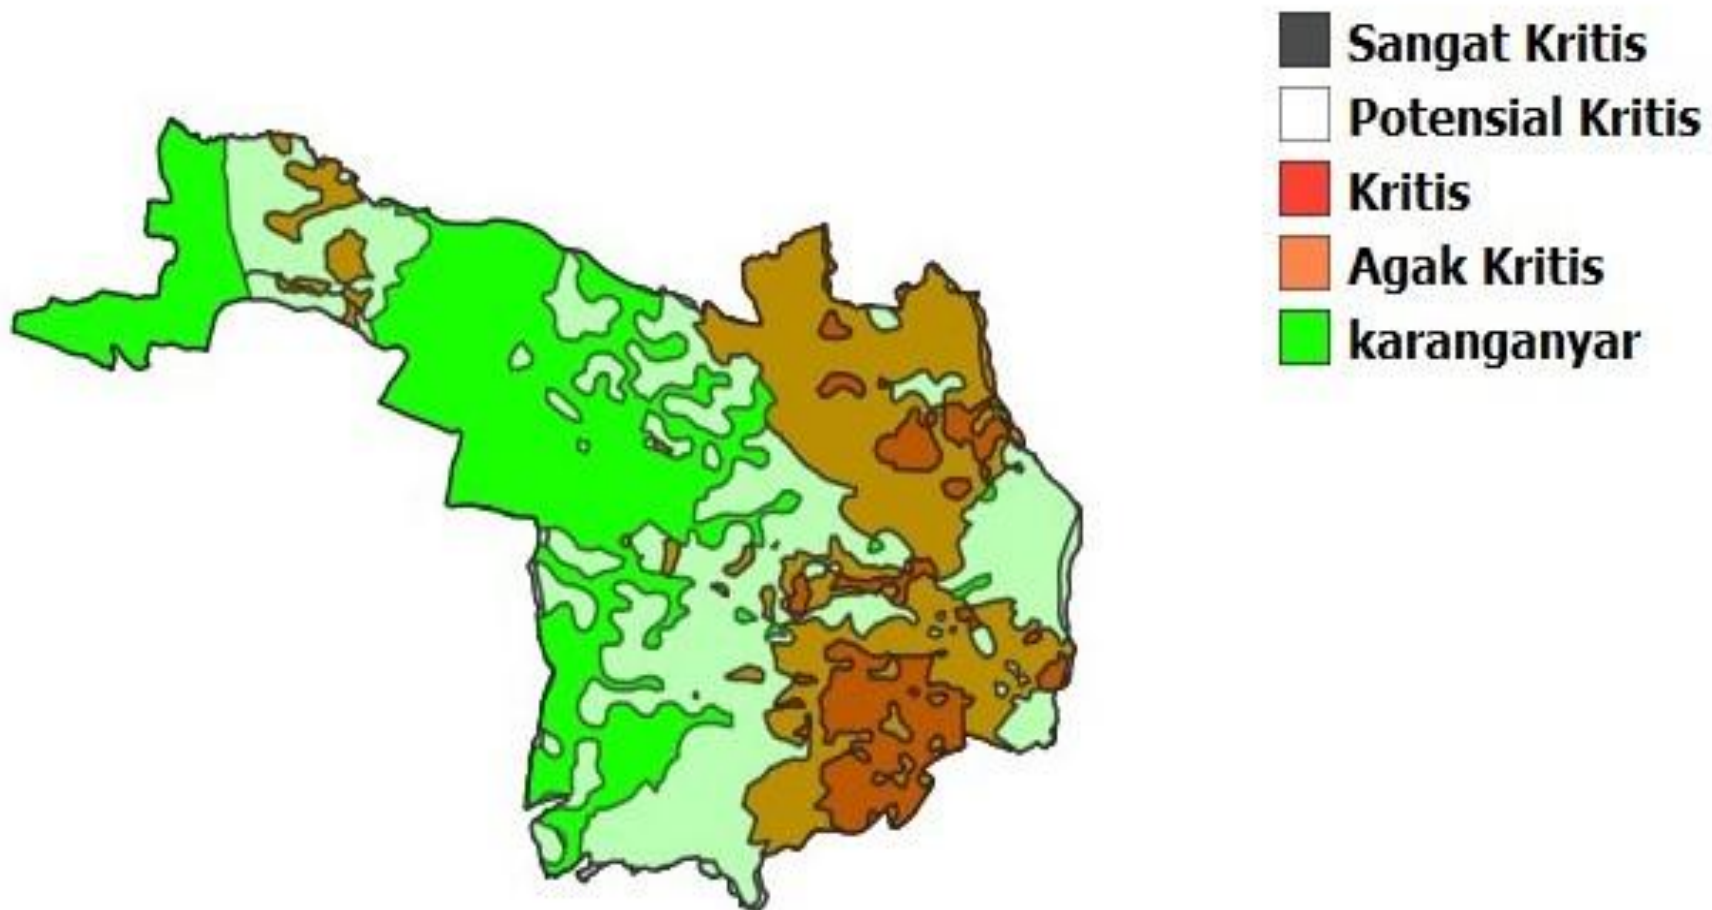 Sangat Kritis
Potensial Kritis
Kritis
Agak Kritis
karanganyar